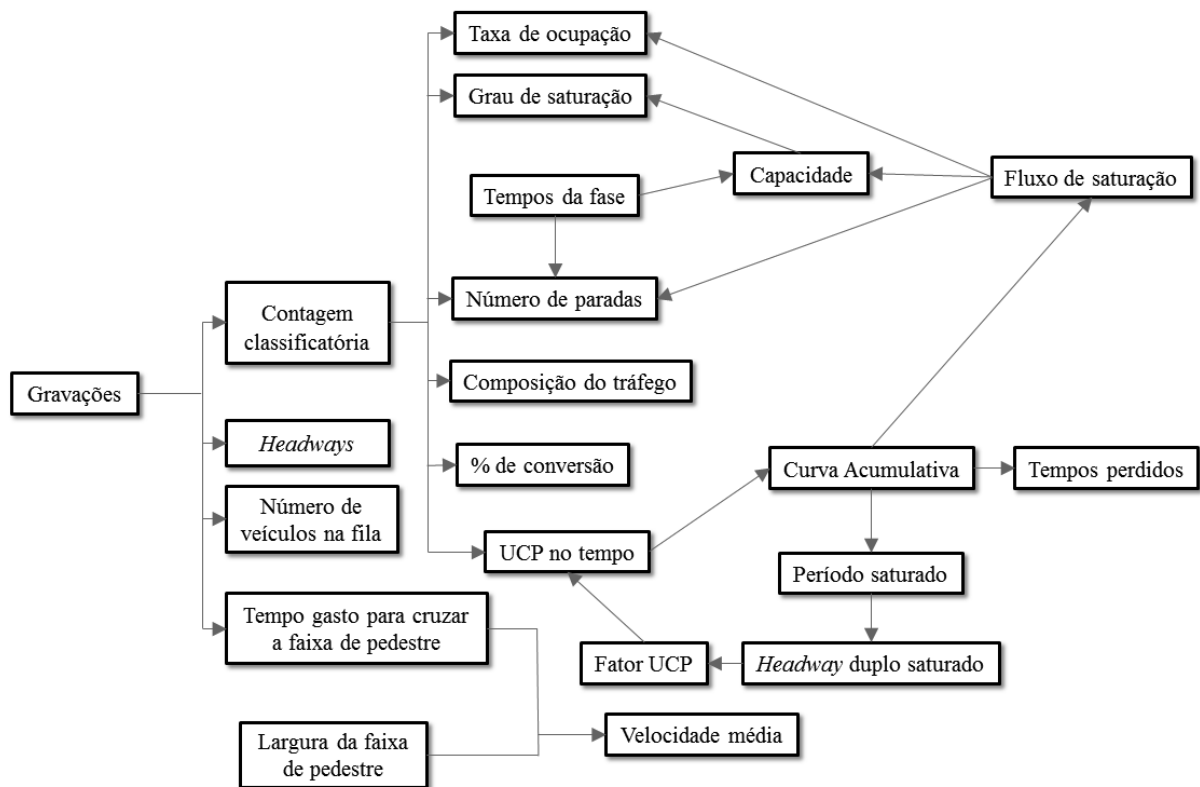 Taxa de ocupação
Grau de saturação
Capacidade
Fluxo de saturação
Tempos da fase
Número de paradas
Contagem
classificatória
Gravações
Composição do tráfego
Headways
% de conversão
Curva Acumulativa
Tempos perdidos
Número de
veículos na fila
UCP no tempo
Período saturado
Tempo gasto para cruzar
a faixa de pedestre
Fator UCP
Headway duplo saturado
Largura da faixa
de pedestre
Velocidade média